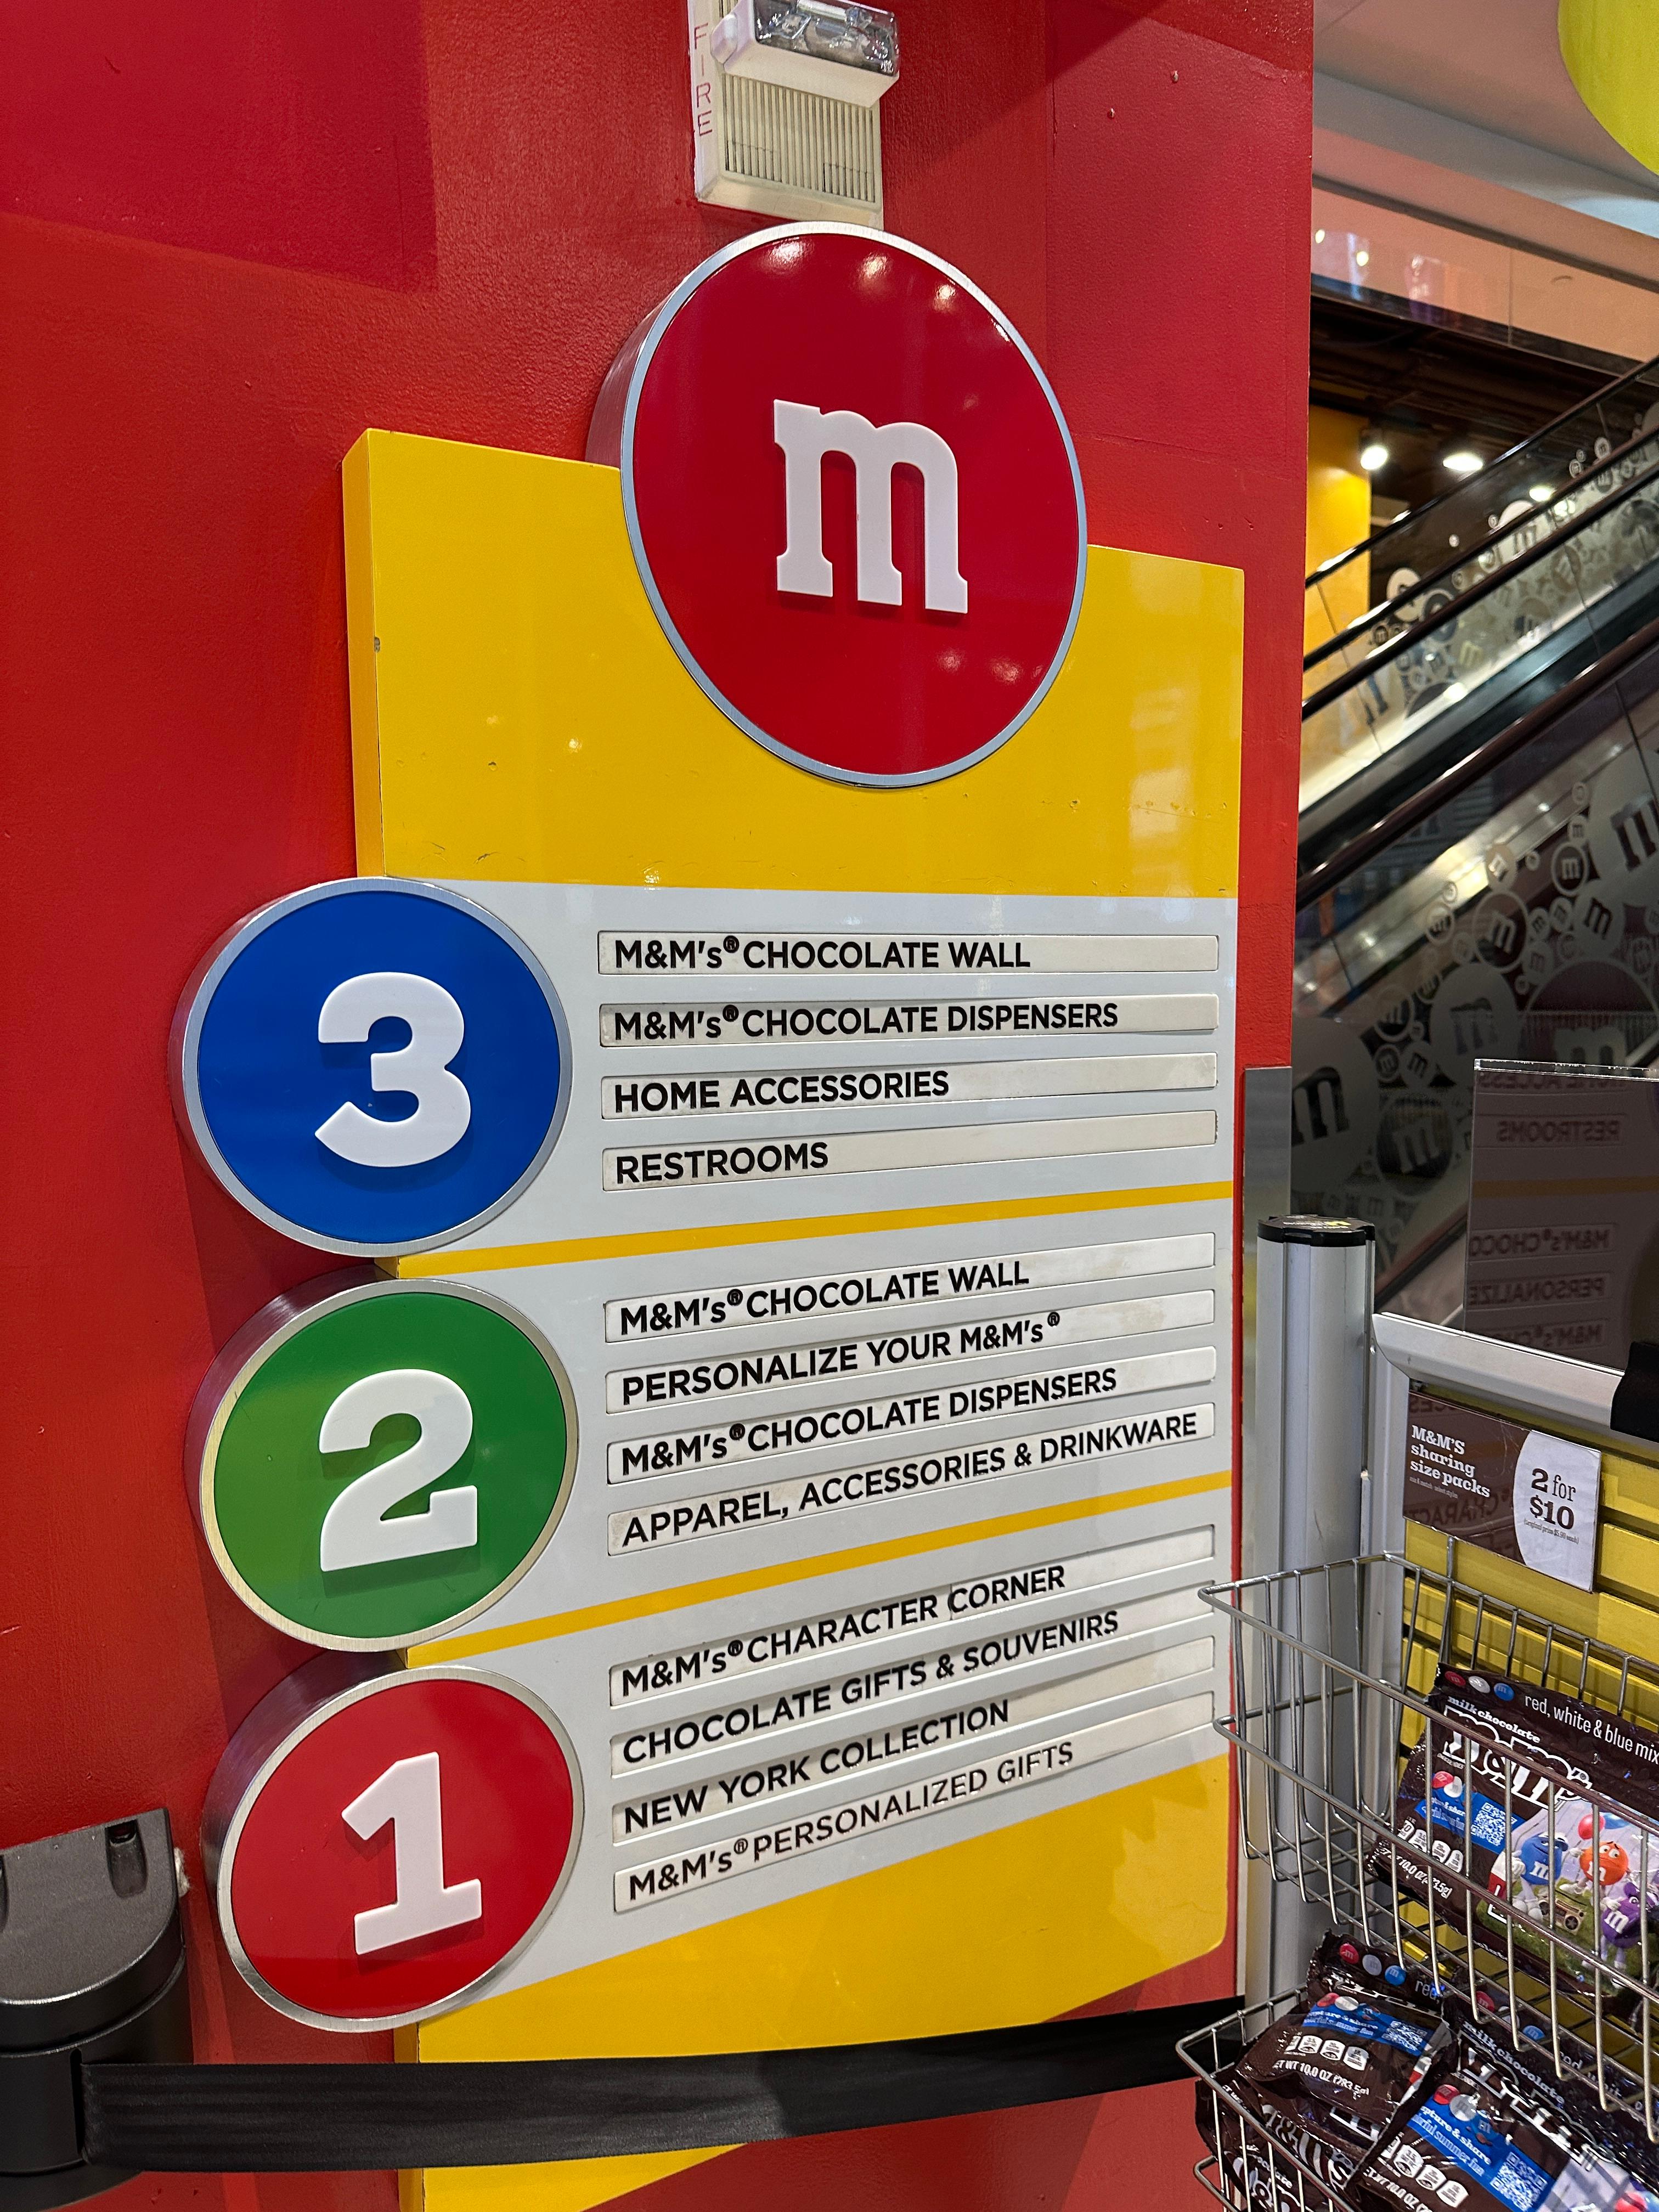 FIRE
m
3
M&M's® CHOCOLATE WALL
M&M's® CHOCOLATE DISPENSERS
HOME ACCESSORIES
RESTROOMS
2
M&M's® CHOCOLATE WALL
PERSONALIZE YOUR M&M's®
M&M's® CHOCOLATE DISPENSERS
APPAREL, ACCESSORIES & DRINKWARE
1
M&M's® CHARACTER CORNER
CHOCOLATE GIFTS & SOUVENIRS
NEW YORK COLLECTION
M&M's® PERSONALIZED GIFTS
M&M'S
sharing
size packs
2 for
$10
red, white & blue mix
milk chocolate
m&m's
milk chocolate